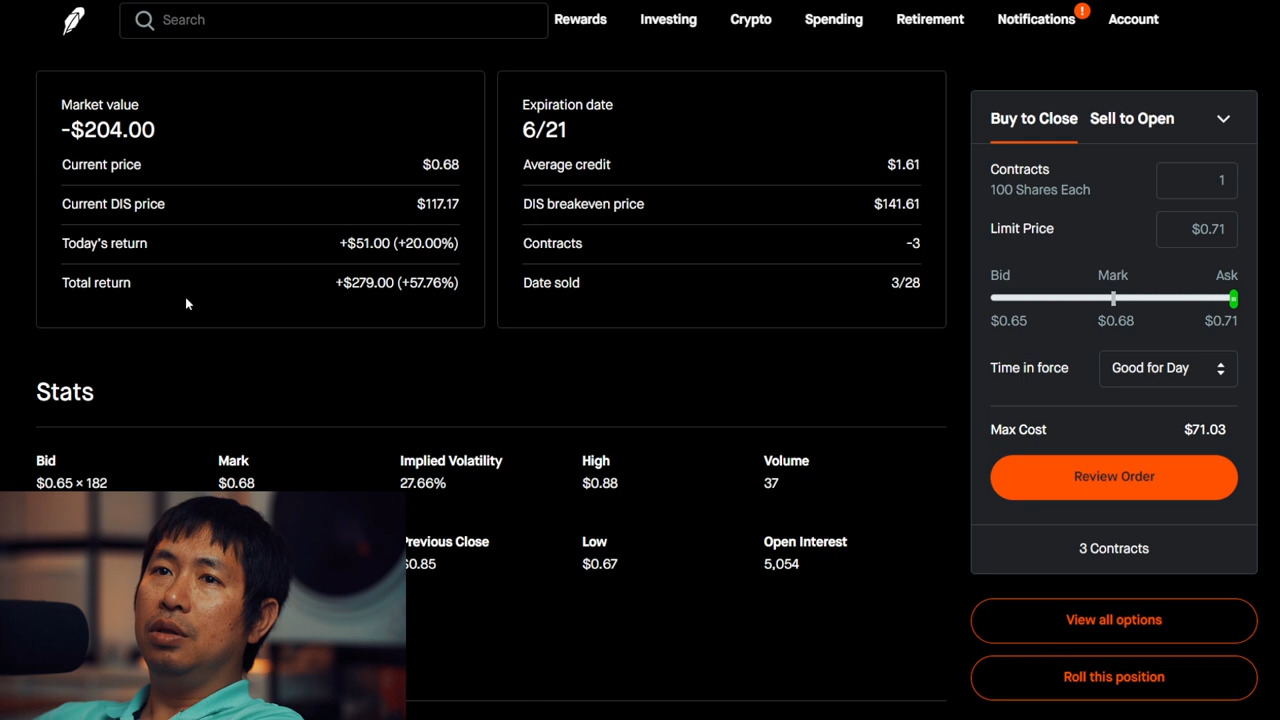 Search
Rewards Investing Crypto Spending Retirement Notifications ! Account
Market value
-$204.00
Current price $0.68
Current DIS price $117.17
Today's return +$51.00 (+20.00%)
Total return +$279.00 (+57.76%)
Expiration date
6/21
Average credit $1.61
DIS breakeven price $141.61
Contracts -3
Date sold 3/28
Buy to Close Sell to Open
Contracts 1
100 Shares Each
Limit Price $0.71
Bid Mark Ask
$0.65 $0.68 $0.71
Time in force Good for Day
Max Cost $71.03
Review Order
3 Contracts
View all options
Roll this position
Stats
Bid Mark Implied Volatility High Volume
$0.65 × 182 $0.68 27.66% $0.88 37
Previous Close Low Open Interest
$0.85 $0.67 5,054